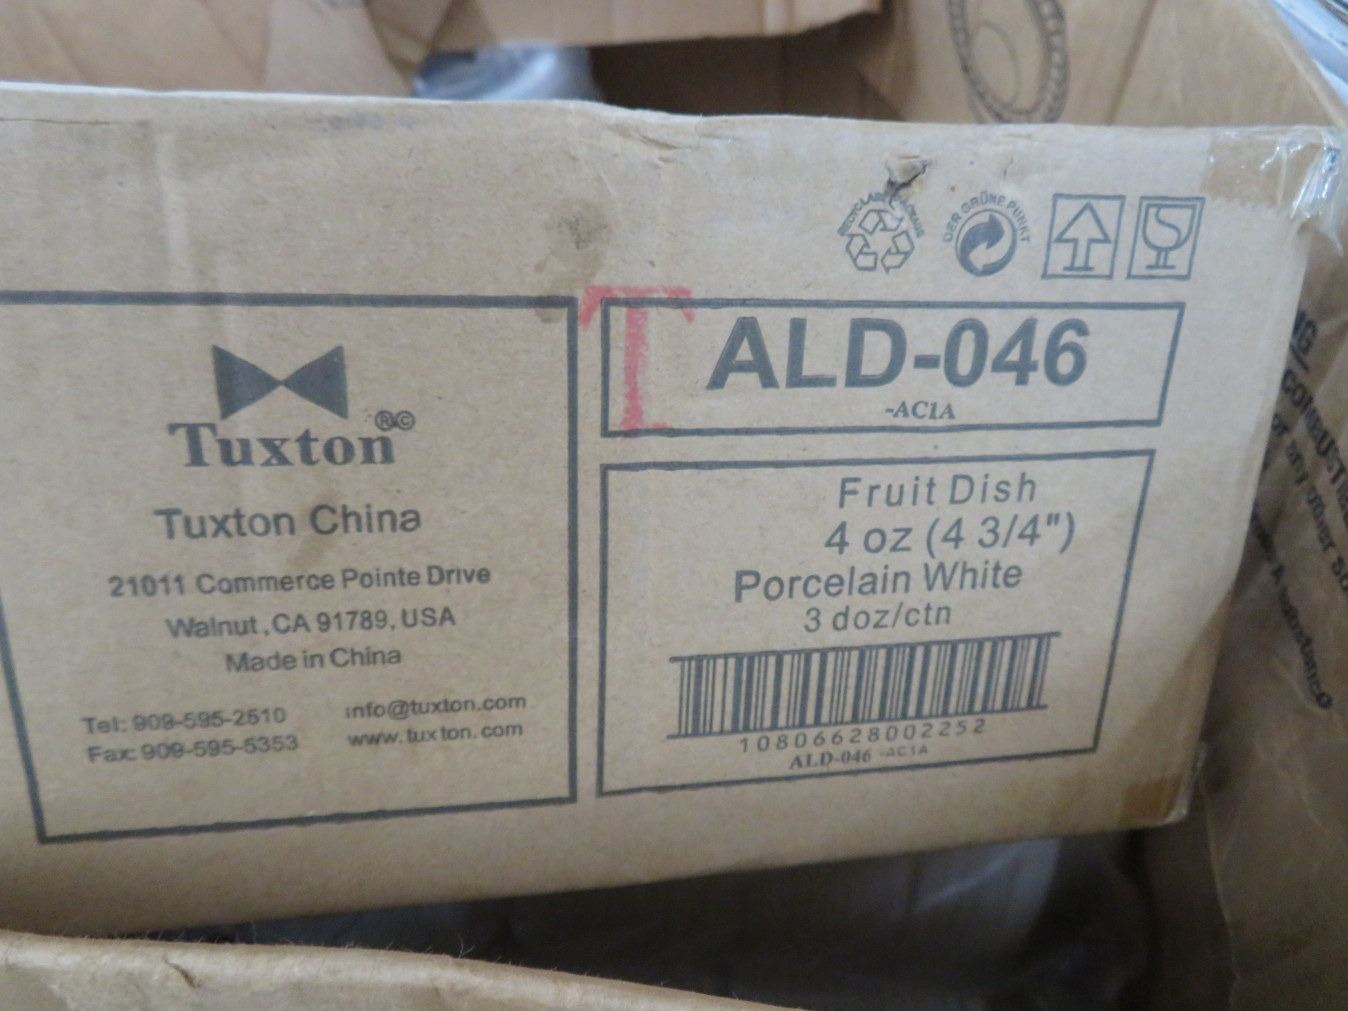 RECYCLABLE PACKAGE
DER GRÜNE PUNKT
T
ALD-046
-AC1A
Tuxton ®©
Tuxton China
21011 Commerce Pointe Drive
Walnut, CA 91789, USA
Made in China
Tel: 909-595-2510
info@tuxton.com
Fax: 909-595-5353
www.tuxton.com
Fruit Dish
4 oz (4 3/4")
Porcelain White
3 doz/ctn
10806628002252
ALD-046 -AC1A